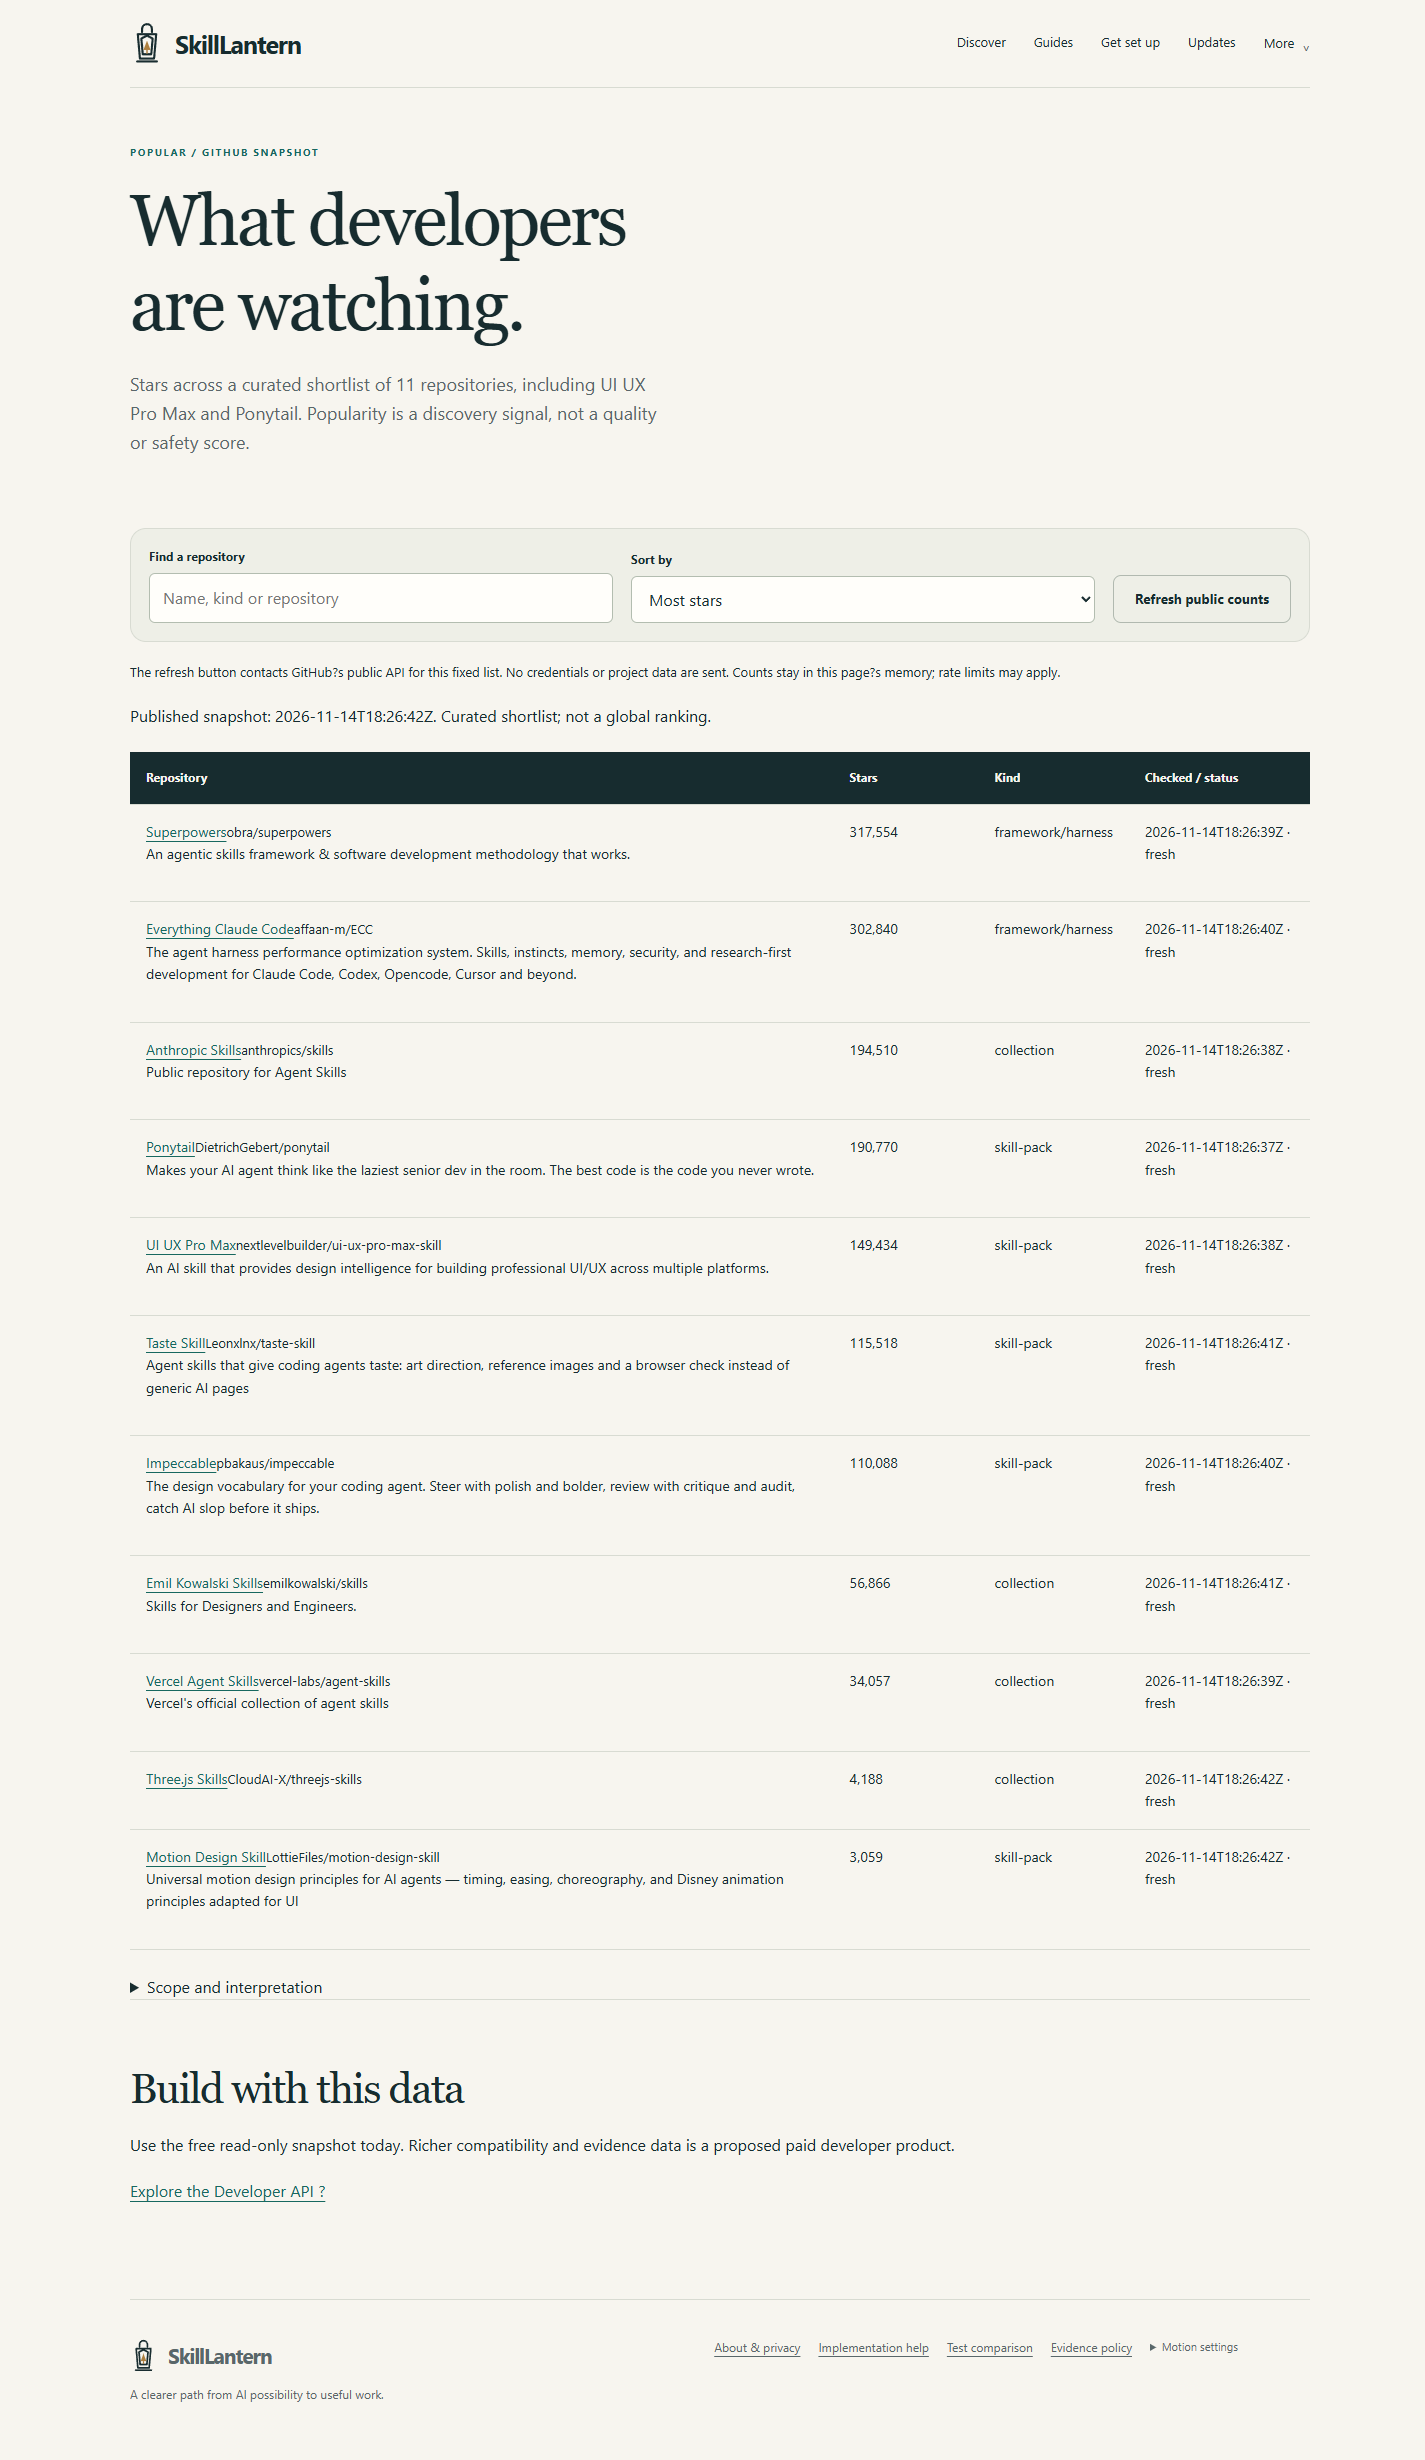 SkillLantern
Discover Guides Get set up Updates More v
POPULAR / GITHUB SNAPSHOT
What developers
are watching.
Stars across a curated shortlist of 11 repositories, including UI UX
Pro Max and Ponytail. Popularity is a discovery signal, not a quality
or safety score.
Find a repository
Name, kind or repository
Sort by
Most stars
Refresh public counts
The refresh button contacts GitHub?s public API for this fixed list. No credentials or project data are sent. Counts stay in this page?s memory; rate limits may apply.
Published snapshot: 2026-11-14T18:26:42Z. Curated shortlist; not a global ranking.
Repository Stars Kind Checked / status
Superpowersobra/superpowers 317,554 framework/harness 2026-11-14T18:26:39Z ·
An agentic skills framework & software development methodology that works. fresh
Everything Claude Codeaffaan-m/ECC 302,840 framework/harness 2026-11-14T18:26:40Z ·
The agent harness performance optimization system. Skills, instincts, memory, security, and research-first fresh
development for Claude Code, Codex, Opencode, Cursor and beyond.
Anthropic Skillsanthropics/skills 194,510 collection 2026-11-14T18:26:38Z ·
Public repository for Agent Skills fresh
PonytailDietrichGebert/ponytail 190,770 skill-pack 2026-11-14T18:26:37Z ·
Makes your AI agent think like the laziest senior dev in the room. The best code is the code you never wrote. fresh
UI UX Pro Maxnextlevelbuilder/ui-ux-pro-max-skill 149,434 skill-pack 2026-11-14T18:26:38Z ·
An AI skill that provides design intelligence for building professional UI/UX across multiple platforms. fresh
Taste SkillLeonxlnx/taste-skill 115,518 skill-pack 2026-11-14T18:26:41Z ·
Agent skills that give coding agents taste: art direction, reference images and a browser check instead of fresh
generic AI pages
Impeccablepbakaus/impeccable 110,088 skill-pack 2026-11-14T18:26:40Z ·
The design vocabulary for your coding agent. Steer with polish and bolder, review with critique and audit, fresh
catch AI slop before it ships.
Emil Kowalski Skillsemilkowalski/skills 56,866 collection 2026-11-14T18:26:41Z ·
Skills for Designers and Engineers. fresh
Vercel Agent Skillsvercel-labs/agent-skills 34,057 collection 2026-11-14T18:26:39Z ·
Vercel's official collection of agent skills fresh
Three.js SkillsCloudAI-X/threejs-skills 4,188 collection 2026-11-14T18:26:42Z ·
fresh
Motion Design SkillLottieFiles/motion-design-skill 3,059 skill-pack 2026-11-14T18:26:42Z ·
Universal motion design principles for AI agents — timing, easing, choreography, and Disney animation fresh
principles adapted for UI
Scope and interpretation
Build with this data
Use the free read-only snapshot today. Richer compatibility and evidence data is a proposed paid developer product.
Explore the Developer API ?
SkillLantern
About & privacy Implementation help Test comparison Evidence policy Motion settings
A clearer path from AI possibility to useful work.